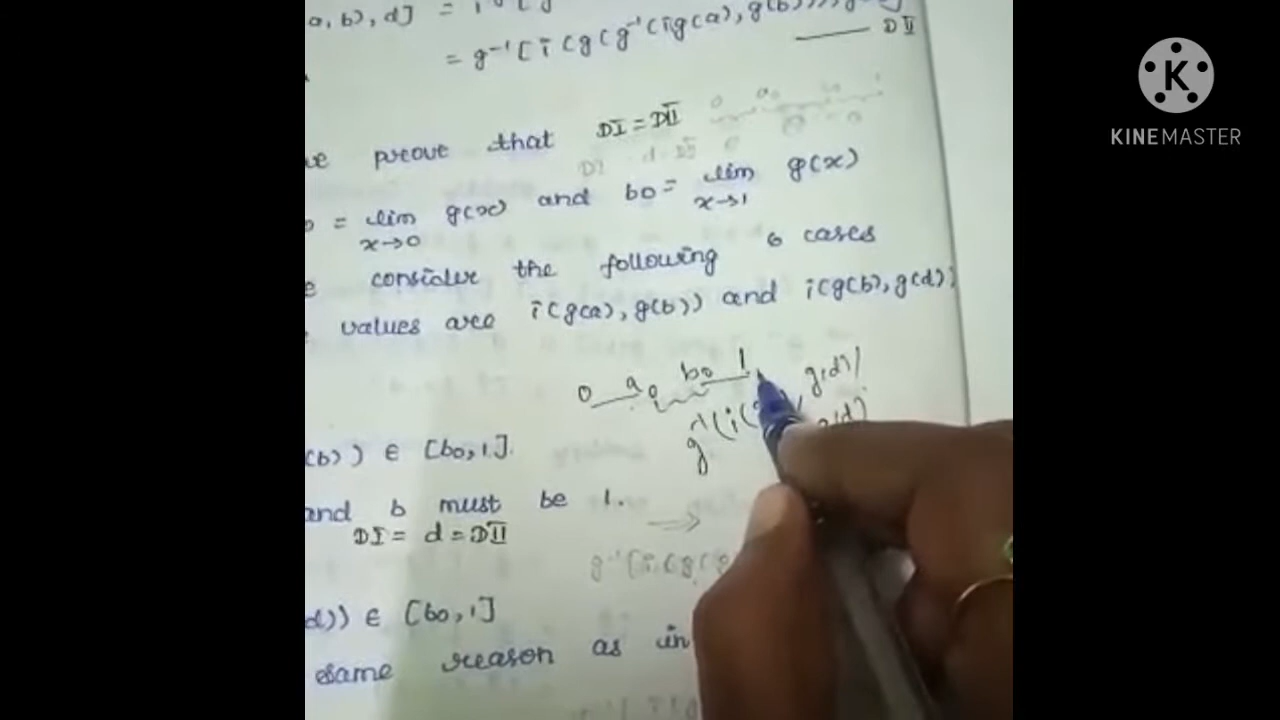 a, b), d] =
= g⁻¹[i(g(g⁻¹(ig(a), g(b)))),
DII
we prove that DI = DII
= lim x→0 g(x) and b0 = lim x→1 g(x)
consider the following 6 cases
values are i(g(a), g(b)) and i(g(b), g(d))
0 a0 b0 1
g⁻¹(i( g(d)
g(d)
(b)) ∈ [b0, 1].
and b must be 1.
DI = d = DII
d)) ∈ [b0, 1]
same reason as in
K
KINEMASTER